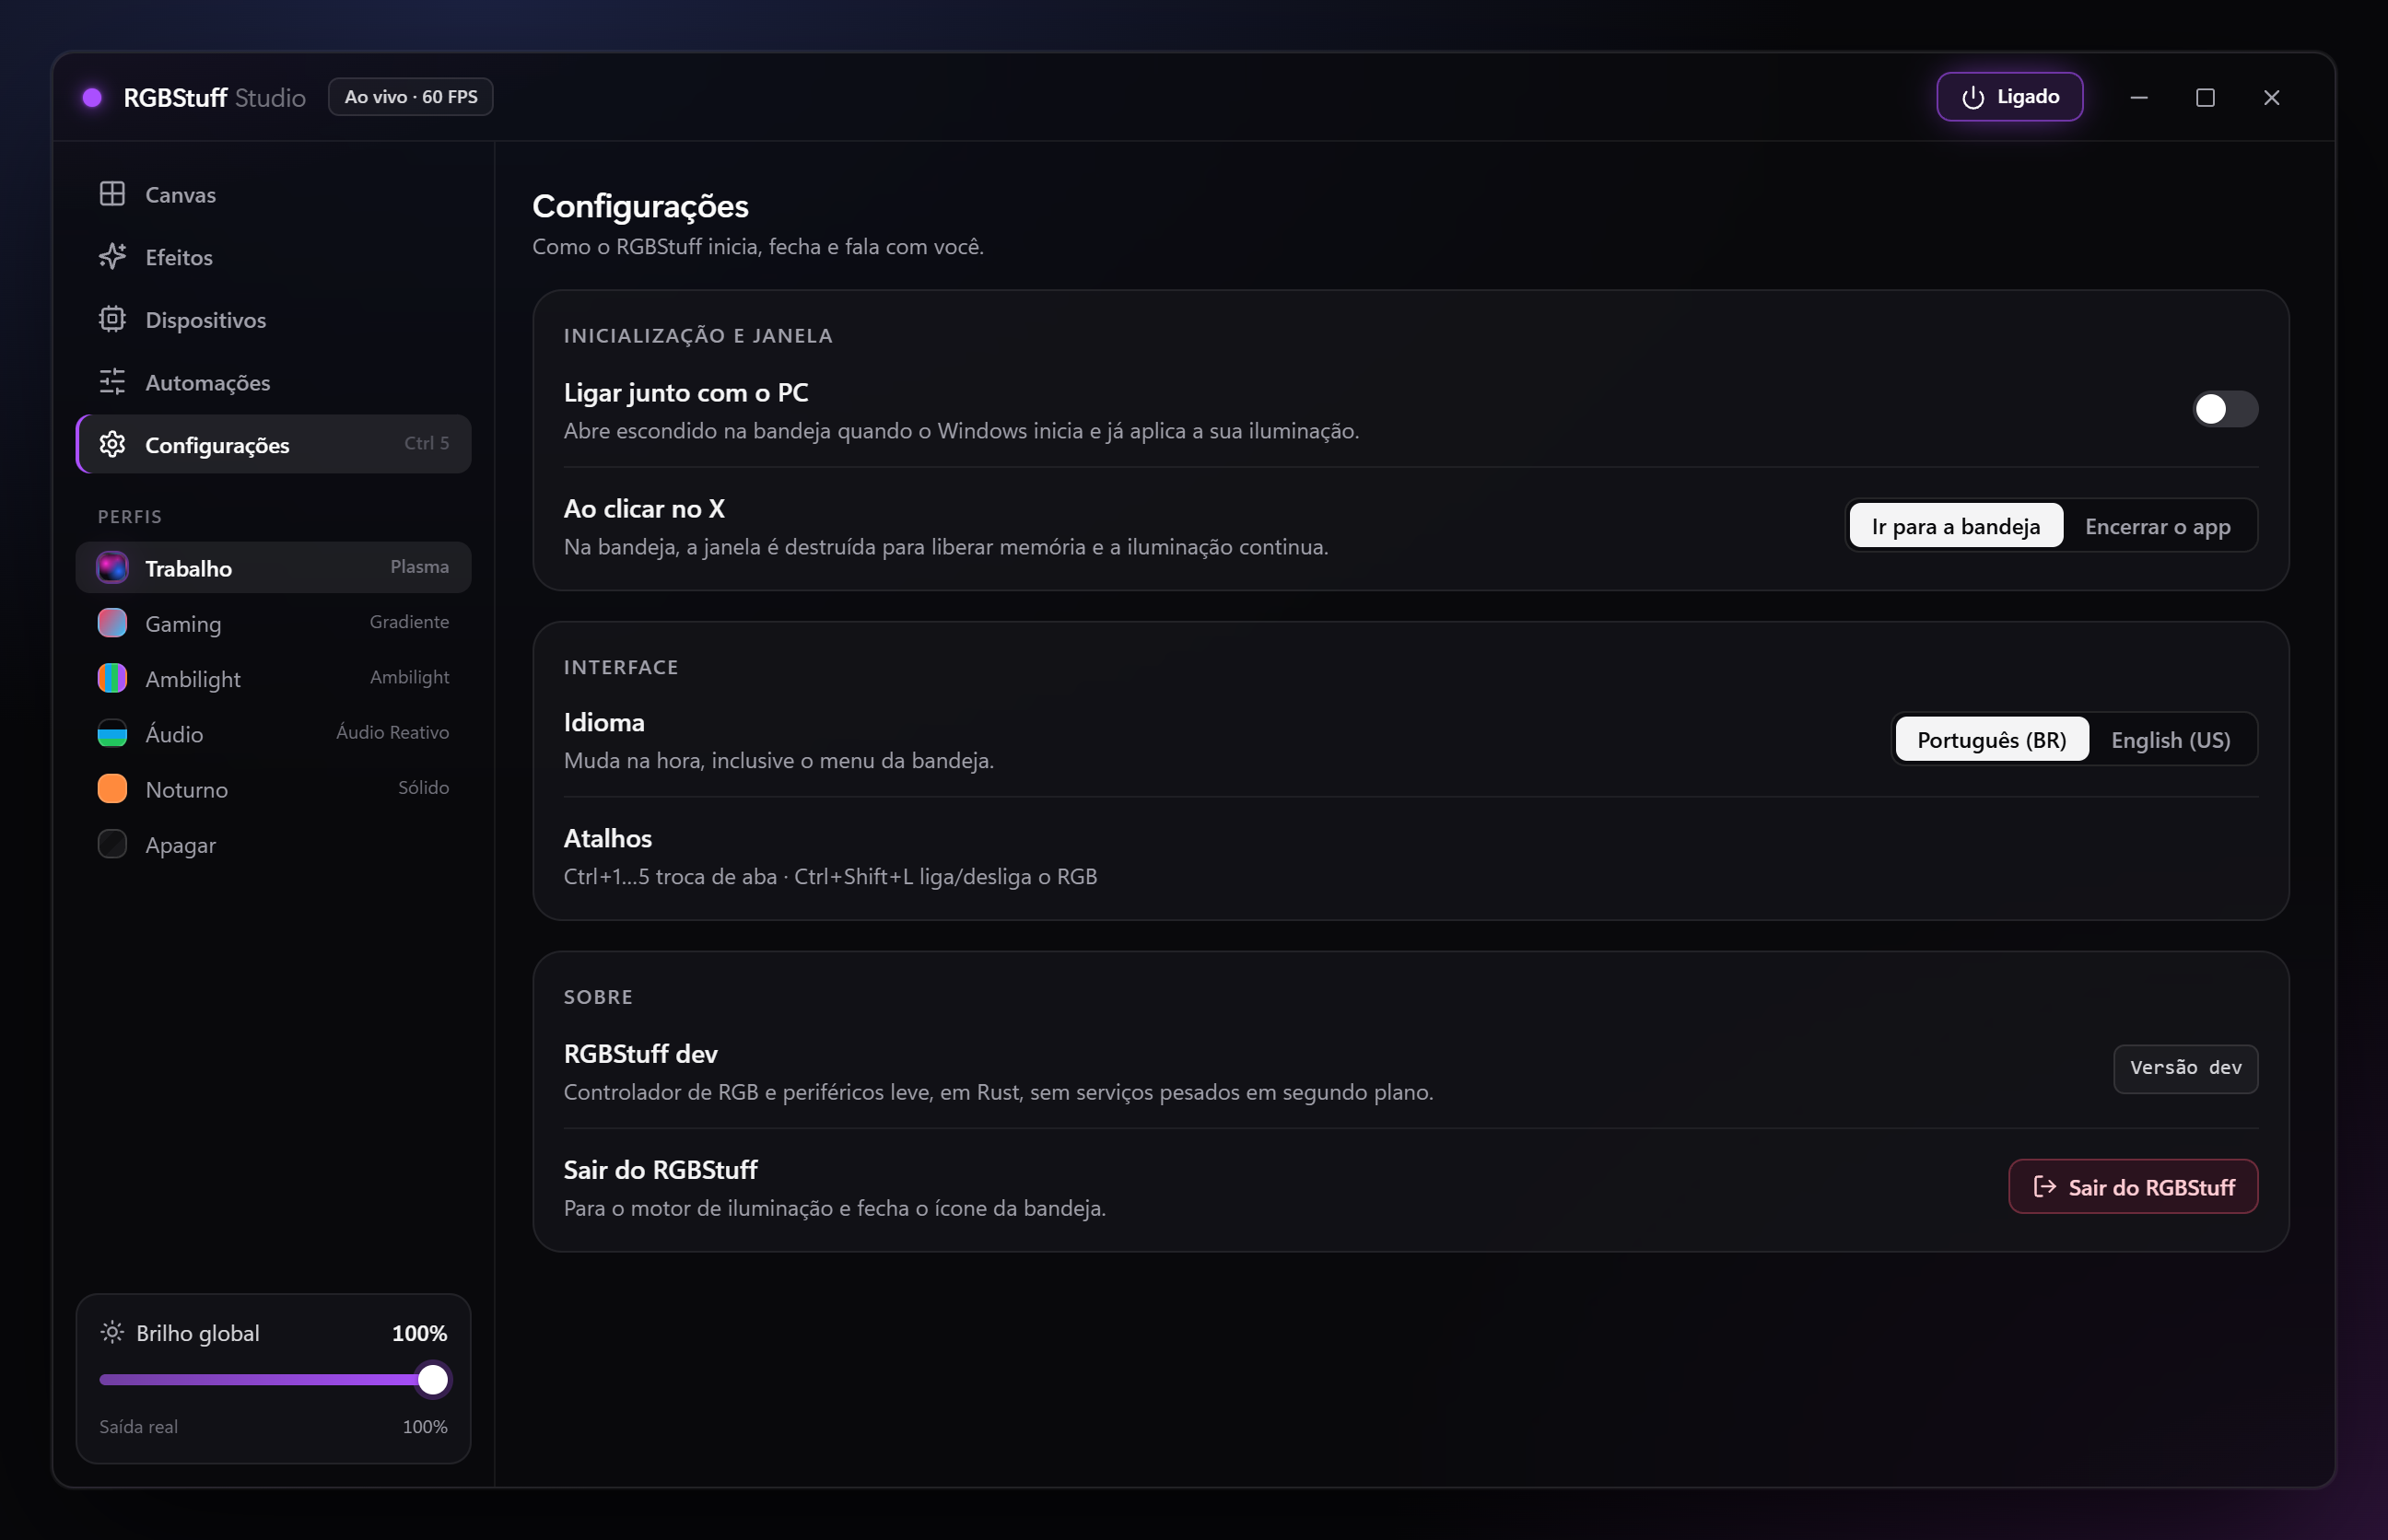 RGBStuff Studio
Ao vivo · 60 FPS
Ligado
Canvas
Efeitos
Dispositivos
Automações
Configurações Ctrl 5
PERFIS
Trabalho Plasma
Gaming Gradiente
Ambilight Ambilight
Áudio Áudio Reativo
Noturno Sólido
Apagar
Brilho global 100%
Saída real 100%
Configurações
Como o RGBStuff inicia, fecha e fala com você.
INICIALIZAÇÃO E JANELA
Ligar junto com o PC
Abre escondido na bandeja quando o Windows inicia e já aplica a sua iluminação.
Ao clicar no X
Na bandeja, a janela é destruída para liberar memória e a iluminação continua.
Ir para a bandeja Encerrar o app
INTERFACE
Idioma
Muda na hora, inclusive o menu da bandeja.
Português (BR) English (US)
Atalhos
Ctrl+1…5 troca de aba · Ctrl+Shift+L liga/desliga o RGB
SOBRE
RGBStuff dev
Controlador de RGB e periféricos leve, em Rust, sem serviços pesados em segundo plano.
Versão dev
Sair do RGBStuff
Para o motor de iluminação e fecha o ícone da bandeja.
Sair do RGBStuff